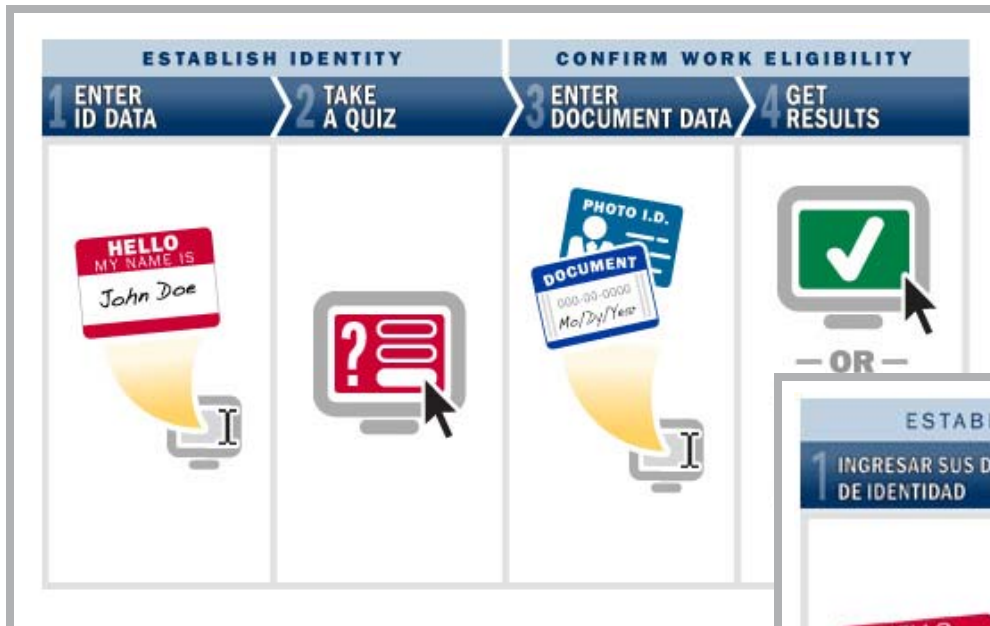 ESTABLISH IDENTITY
CONFIRM WORK ELIGIBILITY
1 ENTER
ID DATA
2 TAKE
A QUIZ
3 ENTER
DOCUMENT DATA
4 GET
RESULTS
HELLO
MY NAME IS
John Doe
?
PHOTO I.D.
DOCUMENT
000-00-0000
Mo/Dy/Year
— OR —
ESTAB
1 INGRESAR SUS D
DE IDENTIDAD